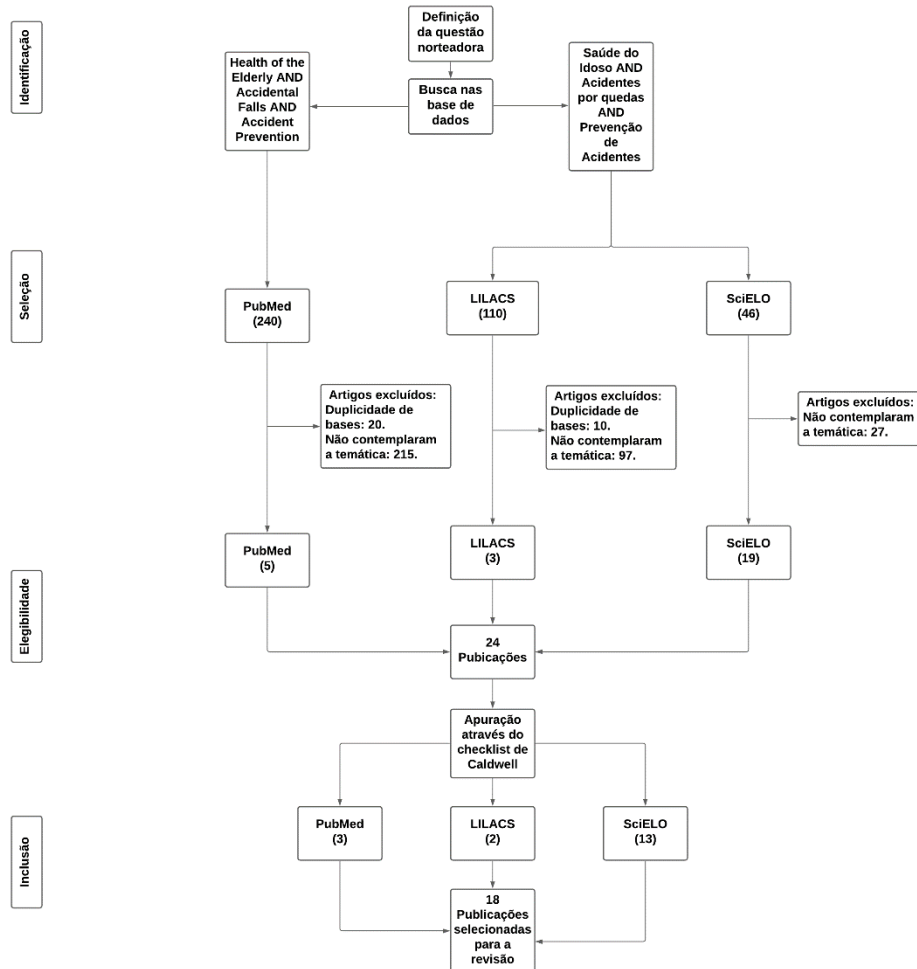 Identificação
Definição
da questão
norteadora
Health of the
Elderly AND
Accidental
Falls AND
Accident
Prevention
Busca nas
base de
dados
Saúde do
Idoso AND
Acidentes
por quedas
AND
Prevenção
de
Acidentes
Seleção
PubMed
(240)
LILACS
(110)
SciELO
(46)
Artigos excluídos:
Duplicidade de
bases: 20.
Não contemplaram
a temática: 215.
Artigos excluídos:
Duplicidade de
bases: 10.
Não contemplaram
a temática: 97.
Artigos excluídos:
Não contemplaram
a temática: 27.
Elegibilidade
PubMed
(5)
LILACS
(3)
SciELO
(19)
24
Pubicações
Apuração
através do
checklist de
Caldwell
Inclusão
PubMed
(3)
LILACS
(2)
SciELO
(13)
18
Publicações
selecionadas
para a
revisão